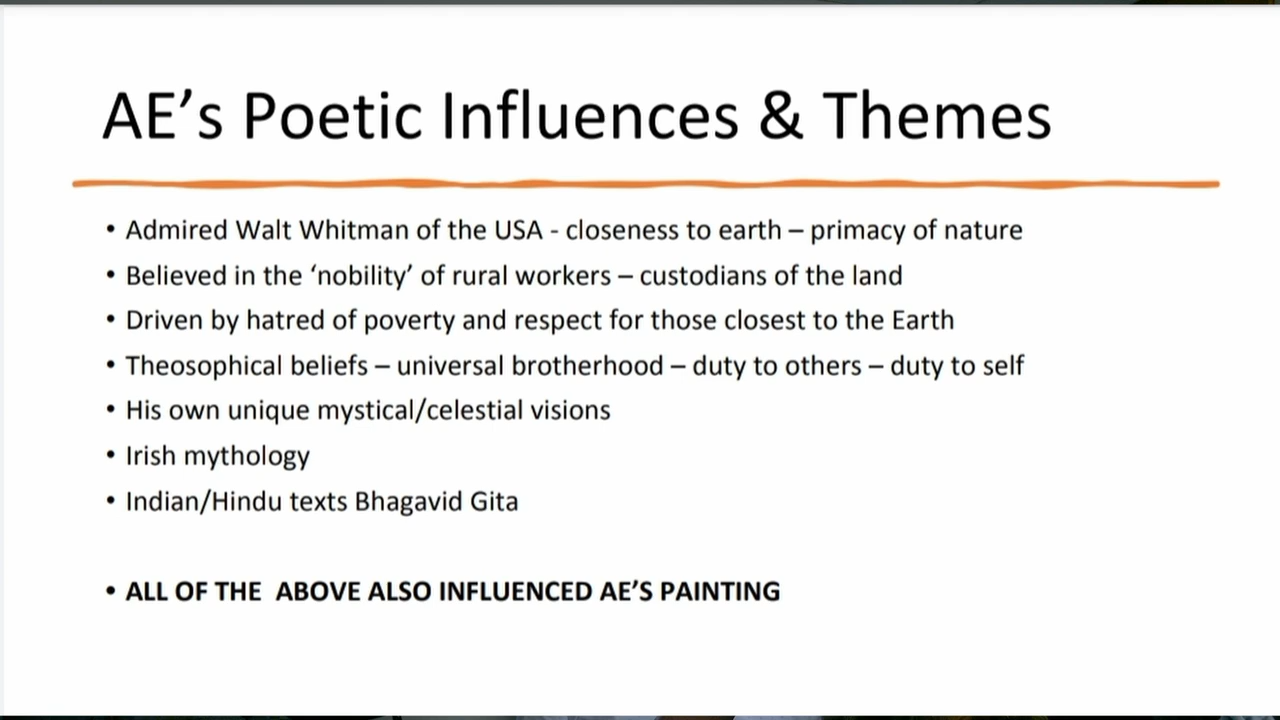 AE’s Poetic Influences & Themes
• Admired Walt Whitman of the USA - closeness to earth – primacy of nature
• Believed in the ‘nobility’ of rural workers – custodians of the land
• Driven by hatred of poverty and respect for those closest to the Earth
• Theosophical beliefs – universal brotherhood – duty to others – duty to self
• His own unique mystical/celestial visions
• Irish mythology
• Indian/Hindu texts Bhagavid Gita
• ALL OF THE  ABOVE ALSO INFLUENCED AE’S PAINTING